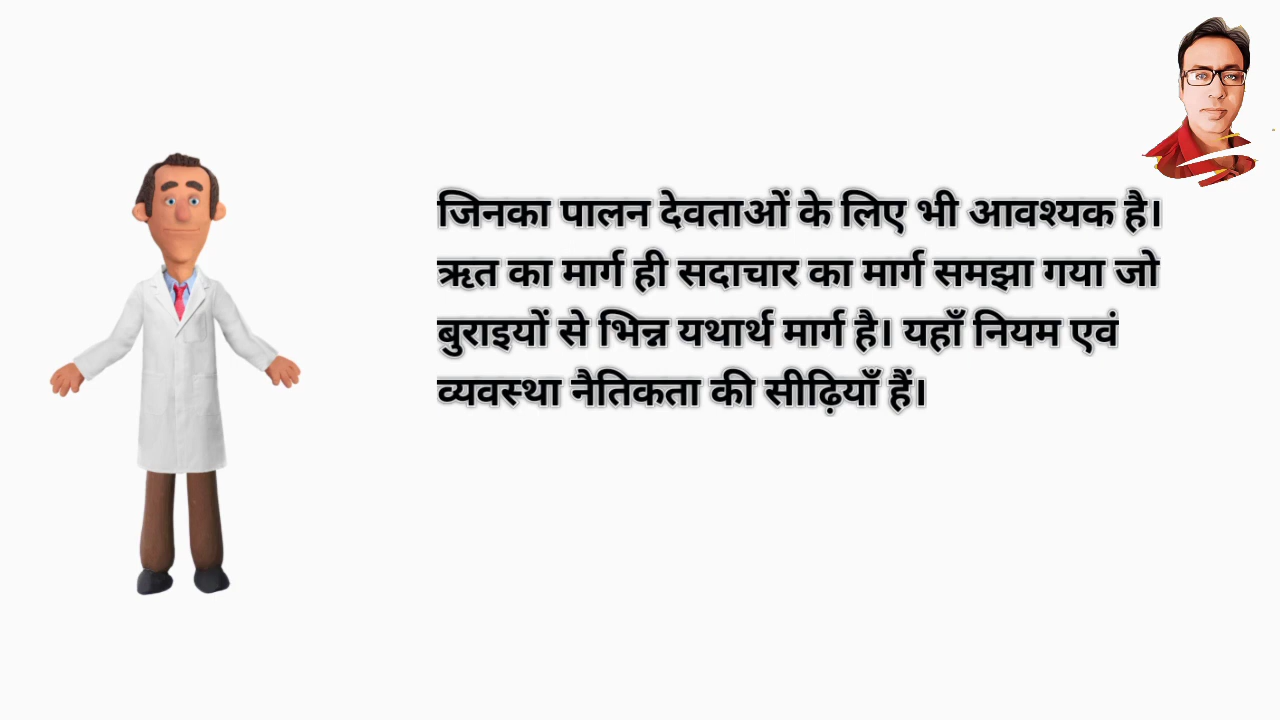 जिनका पालन देवताओं के लिए भी आवश्यक है।
ऋत का मार्ग ही सदाचार का मार्ग समझा गया जो
बुराइयों से भिन्न यथार्थ मार्ग है। यहाँ नियम एवं
व्यवस्था नैतिकता की सीढ़ियाँ हैं।